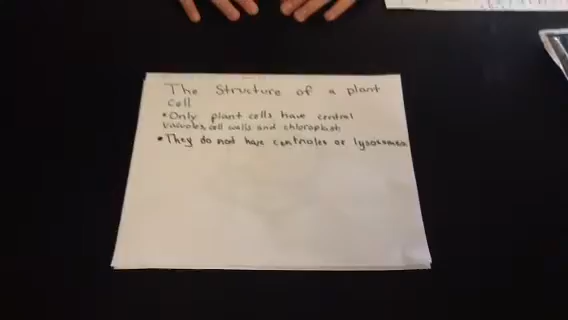 The Structure of a plant
Cell
• Only plant cells have central
vacuoles, cell walls and chloroplasts
• They do not have centrioles or lysosomes